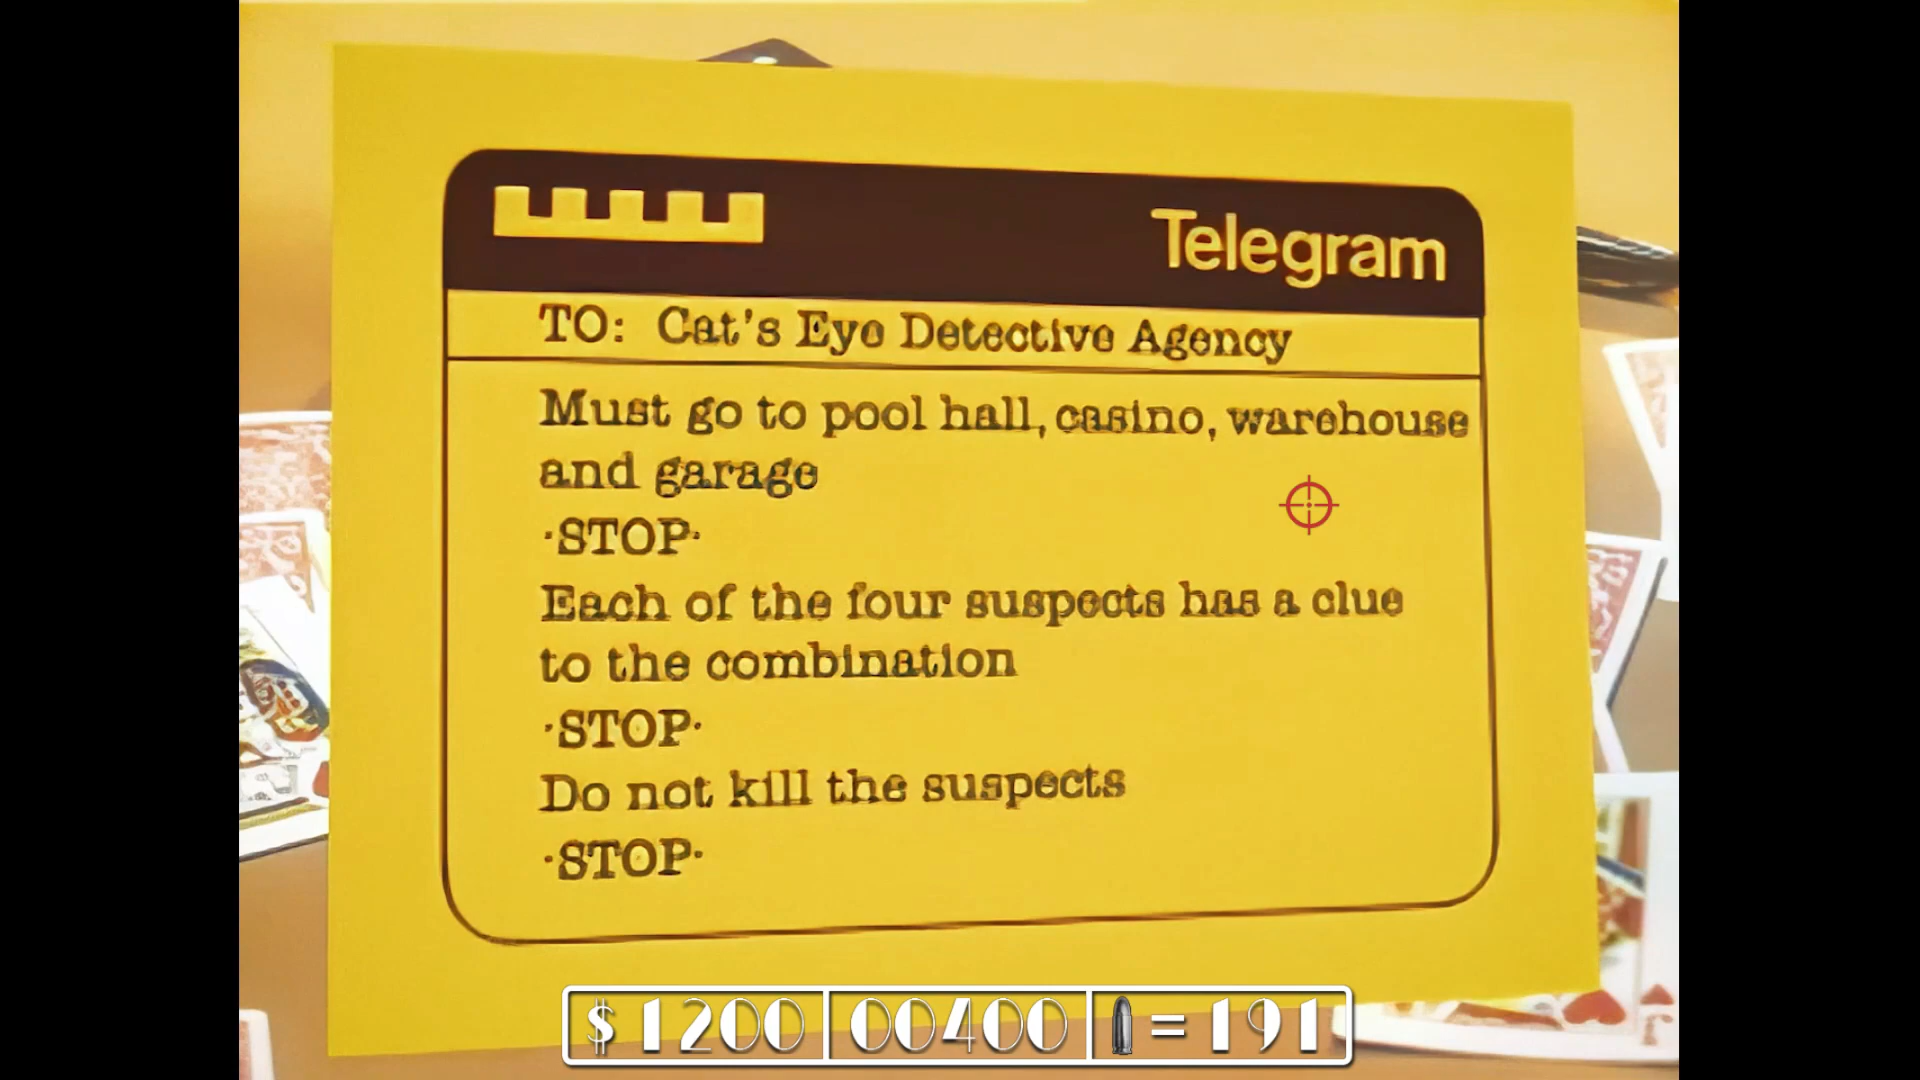 Telegram
TO: Cat's Eye Detective Agency
Must go to pool hall, casino, warehouse
and garage
·STOP·
Each of the four suspects has a clue
to the combination
·STOP·
Do not kill the suspects
·STOP·
$1200 00400 =191